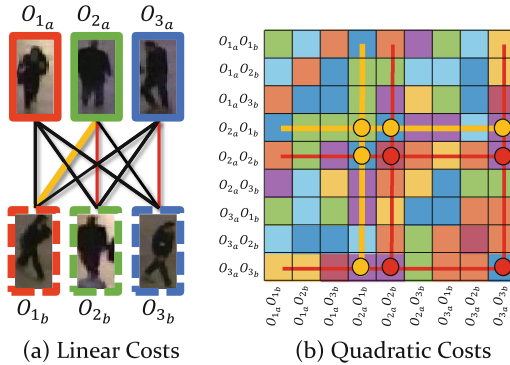 O1a O2a O3a
O1b O2b O3b
(a) Linear Costs
O1aO1b
O1aO2b
O1aO3b
O2aO1b
O2aO2b
O2aO3b
O3aO1b
O3aO2b
O3aO3b
O1aO1b O1aO2b O1aO3b O2aO1b O2aO2b O2aO3b O3aO1b O3aO2b O3aO3b
(b) Quadratic Costs